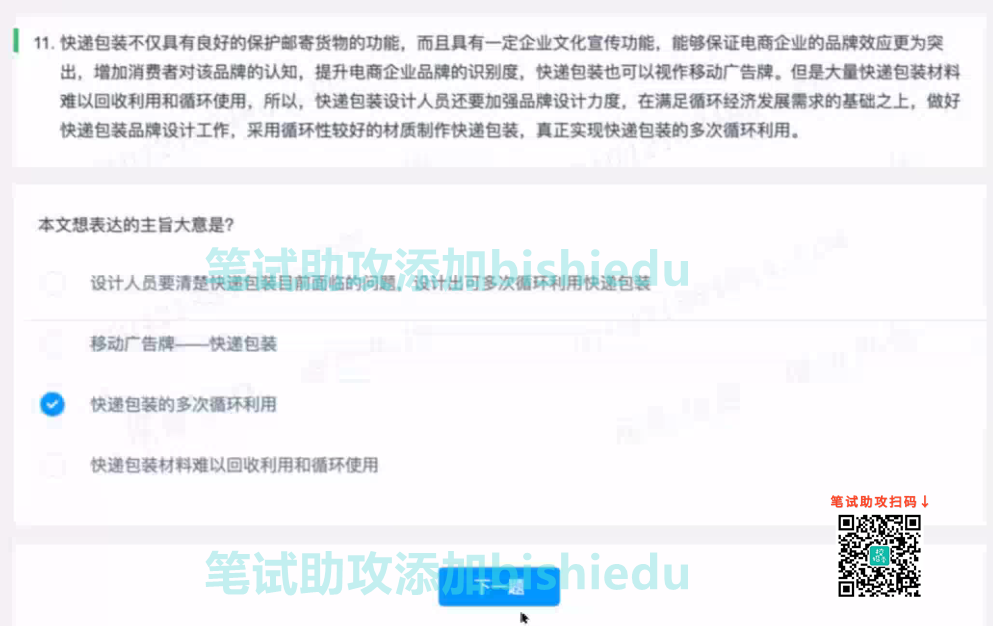 11. 快递包装不仅具有良好的保护邮寄货物的功能，而且具有一定企业文化宣传功能，能够保证电商企业的品牌效应更为突
出，增加消费者对该品牌的认知，提升电商企业品牌的识别度，快递包装也可以视作移动广告牌。但是大量快递包装材料
难以回收利用和循环使用，所以，快递包装设计人员还要加强品牌设计力度，在满足循环经济发展需求的基础之上，做好
快递包装品牌设计工作，采用循环性较好的材质制作快递包装，真正实现快递包装的多次循环利用。
本文想表达的主旨大意是?
笔试助攻添加bishiedu
设计人员要清楚快递包装目前面临的问题，设计出可多次循环利用快递包装
移动广告牌——快递包装
快递包装的多次循环利用
快递包装材料难以回收利用和循环使用
笔试助攻扫码↓
笔试助攻添加bishiedu
下一题